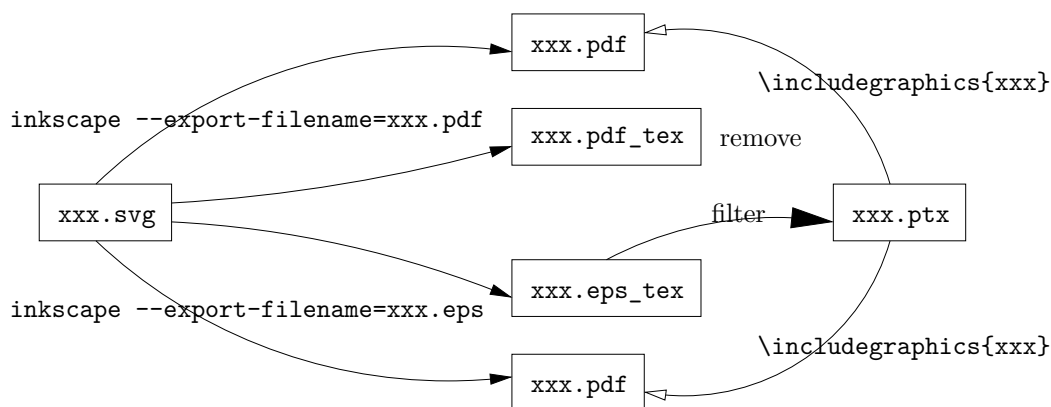 xxx.pdf
\includegraphics{xxx}
inkscape --export-filename=xxx.pdf
xxx.pdf_tex
remove
xxx.svg
filter
xxx.ptx
xxx.eps_tex
inkscape --export-filename=xxx.eps
\includegraphics{xxx}
xxx.pdf